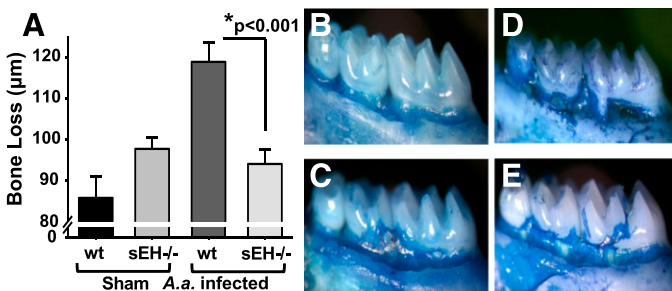 A
*p<0.001
Bone Loss (µm)
120
110
100
90
80
0
wt
sEH-/-
wt
sEH-/-
Sham
A.a. infected
B
D
C
E